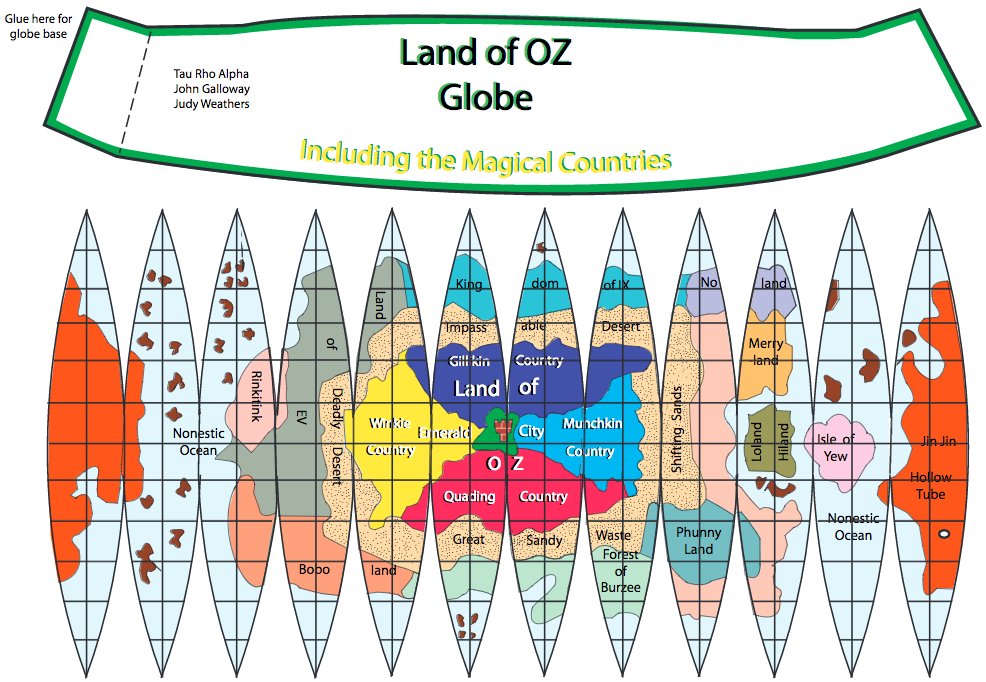 Glue here for
globe base
Tau Rho Alpha
John Galloway
Judy Weathers
Land of OZ
Globe
Including the Magical Countries
King
dom
of IX
No
land
Land
Impass
able
Desert
of
Merry
land
Gillikin
Country
Rinkitink
Land
of
EV
Deadly
Desert
Winkie
Country
Emerald
City
Munchkin
Country
Shifting Sands
Loland
Hiland
Isle of
Yew
Nonestic
Ocean
Jin Jin
O Z
Hollow
Tube
Quading
Country
Nonestic
Ocean
Great
Sandy
Waste
Phunny
Land
Forest
of
Burzee
Bobo
land